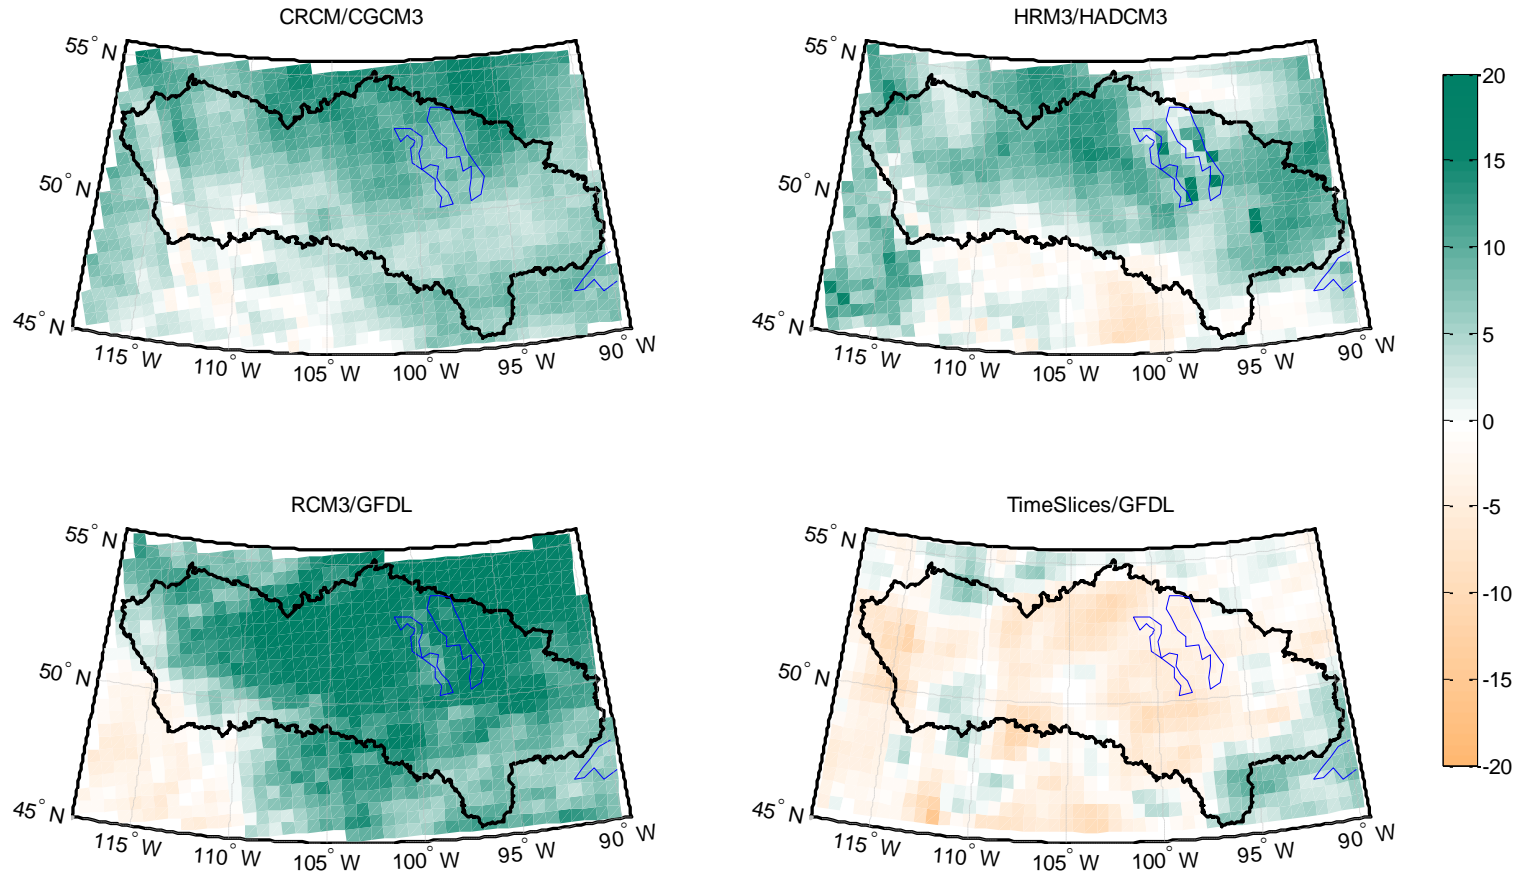 CRCM/CGCM3
HRM3/HADCM3
55° N
50° N
45° N
115° W
110° W
105° W
100° W
95° W
90° W
55° N
50° N
45° N
115° W
110° W
105° W
100° W
95° W
90° W
20
15
10
5
0
-5
-10
-15
-20
RCM3/GFDL
TimeSlices/GFDL
55° N
50° N
45° N
115° W
110° W
105° W
100° W
95° W
90° W
55° N
50° N
45° N
115° W
110° W
105° W
100° W
95° W
90° W